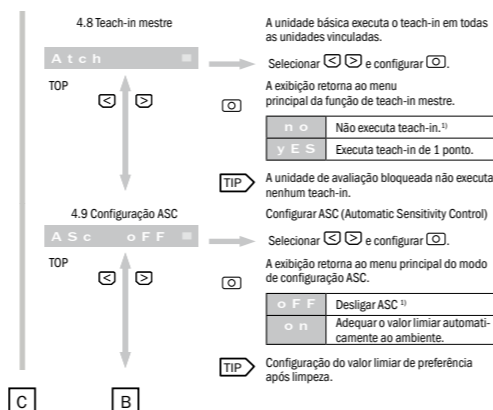 4.8 Teach-in mestre
Atch
TOP
< >
A unidade básica executa o teach-in em todas
as unidades vinculadas.
Selecionar < > e configurar O.
O
A exibição retorna ao menu
principal da função de teach-in mestre.
no Não executa teach-in.1)
yES Executa teach-in de 1 ponto.
TIP
A unidade de avaliação bloqueada não executa
nenhum teach-in.
4.9 Configuração ASC
ASc oFF
TOP
< >
Configurar ASC (Automatic Sensitivity Control)
Selecionar < > e configurar O.
O
A exibição retorna ao menu principal do modo
de configuração ASC.
oFF Desligar ASC 1)
on Adequar o valor limiar automati-
camente ao ambiente.
TIP
Configuração do valor limiar de preferência
após limpeza.
C
B